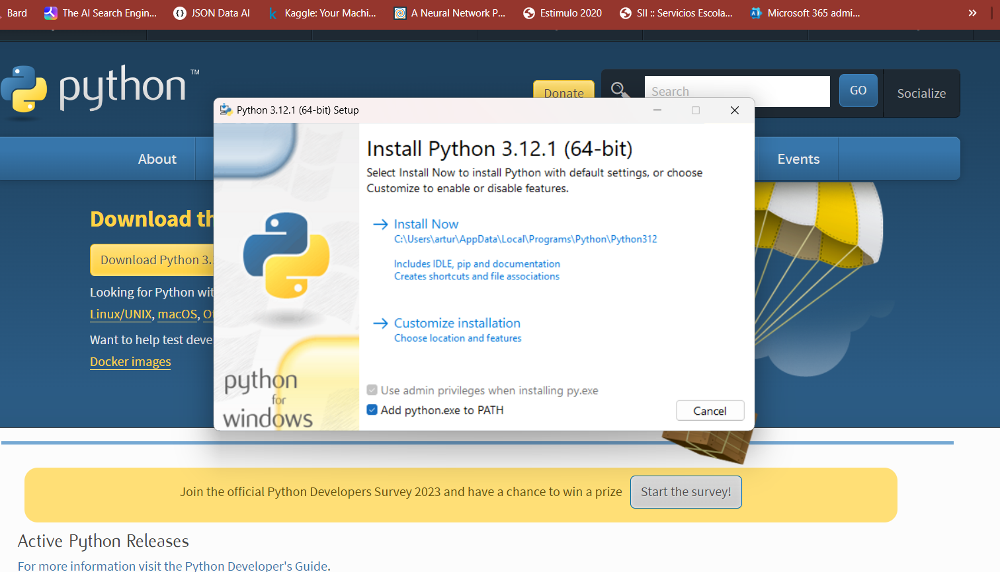 Bard The AI Search Engin... JSON Data AI Kaggle: Your Machi... A Neural Network P... Estimulo 2020 SII :: Servicios Escola... Microsoft 365 admi... »
python™
Donate
Search
GO
Socialize
About
Events
Download th
Download Python 3.
Looking for Python wit
Linux/UNIX, macOS, Ot
Want to help test deve
Docker images
Python 3.12.1 (64-bit) Setup
Install Python 3.12.1 (64-bit)
Select Install Now to install Python with default settings, or choose
Customize to enable or disable features.
→ Install Now
C:\Users\artur\AppData\Local\Programs\Python\Python312
Includes IDLE, pip and documentation
Creates shortcuts and file associations
→ Customize installation
Choose location and features
python
for
windows
Use admin privileges when installing py.exe
Add python.exe to PATH
Cancel
Join the official Python Developers Survey 2023 and have a chance to win a prize
Start the survey!
Active Python Releases
For more information visit the Python Developer's Guide.